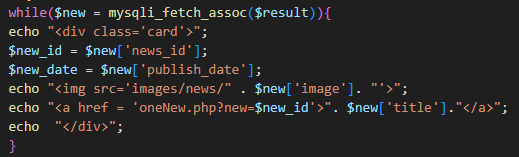 while($new = mysqli_fetch_assoc($result)){
echo "<div class='card'>";
$new_id = $new['news_id'];
$new_date = $new['publish_date'];
echo "<img src='images/news/" . $new['image']. "'>";
echo "<a href = 'oneNew.php?new=$new_id'>". $new['title']."</a>";
echo  "</div>";
}